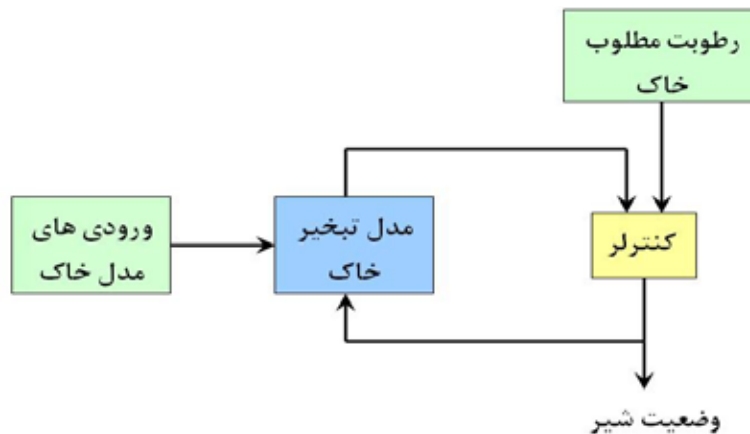 رطوبت مطلوب
خاک
ورودی های
مدل خاک
مدل تبخیر
خاک
کنترلر
وضعیت شیر